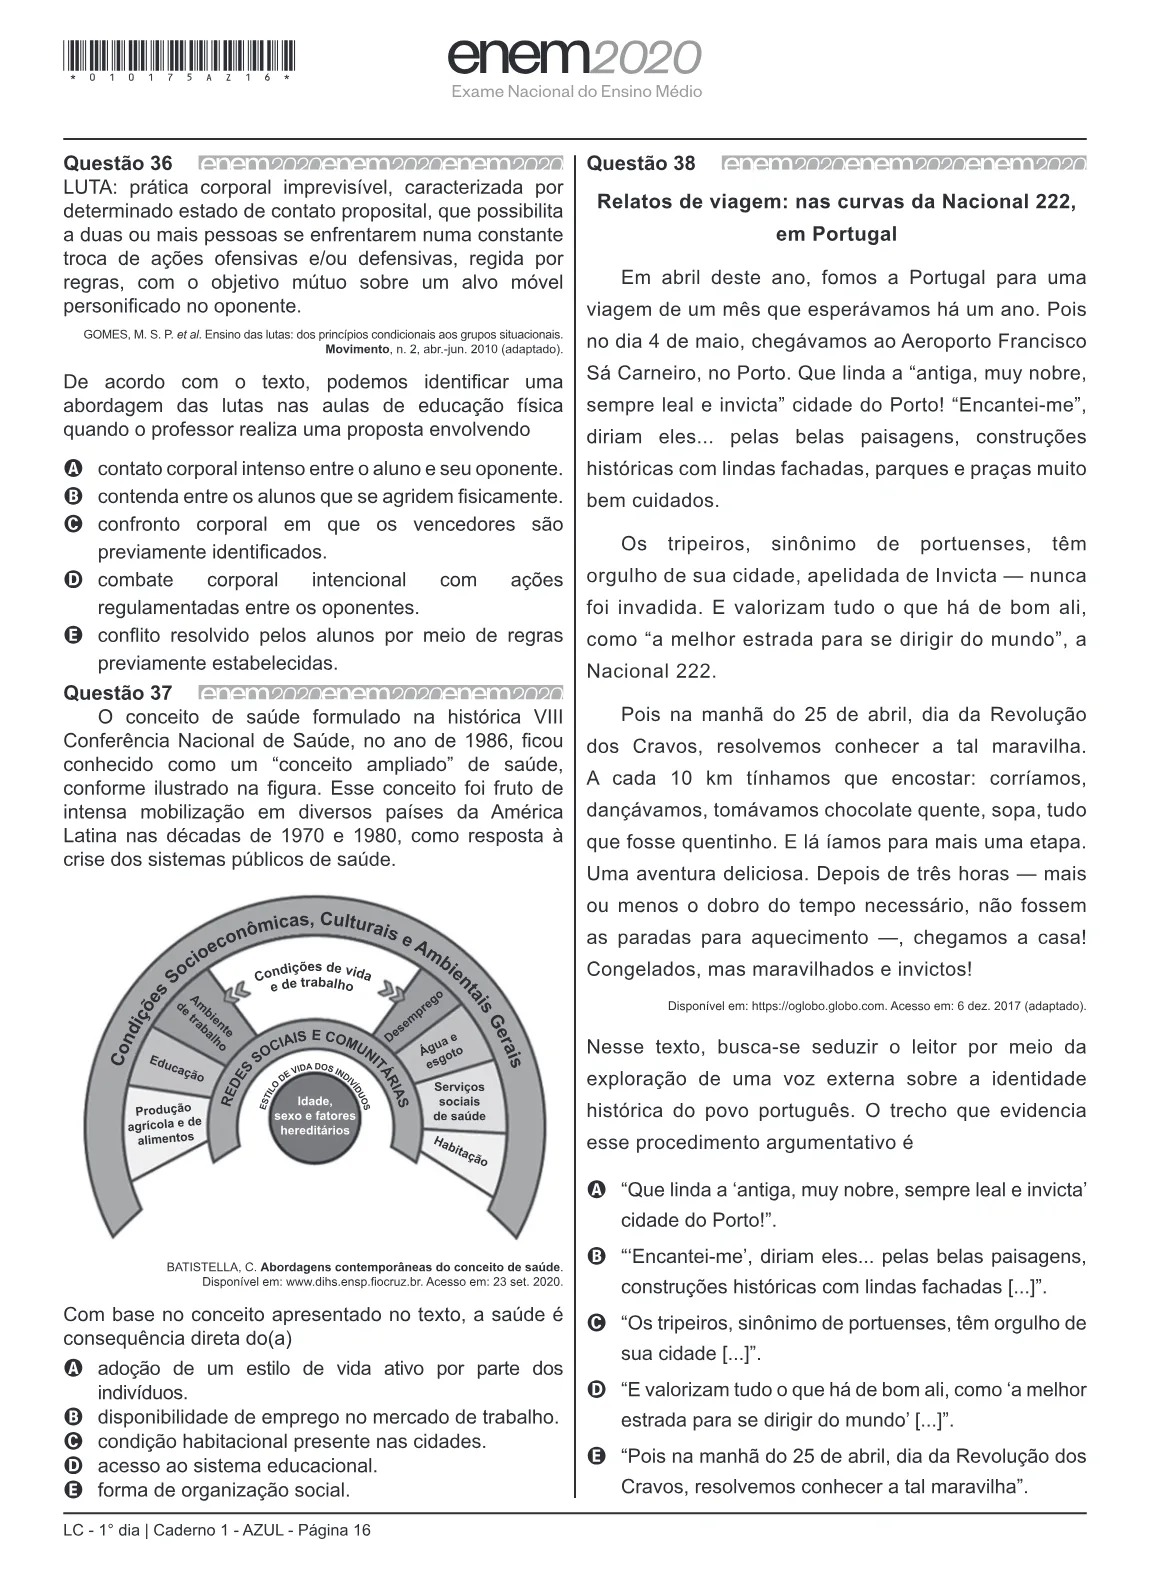 *010175AZ16*
enem2020
Exame Nacional do Ensino Médio
Questão 36 enem2020enem2020enem2020
LUTA: prática corporal imprevisível, caracterizada por
determinado estado de contato proposital, que possibilita
a duas ou mais pessoas se enfrentarem numa constante
troca de ações ofensivas e/ou defensivas, regida por
regras, com o objetivo mútuo sobre um alvo móvel
personificado no oponente.
GOMES, M. S. P. et al. Ensino das lutas: dos princípios condicionais aos grupos situacionais.
Movimento, n. 2, abr.-jun. 2010 (adaptado).
De acordo com o texto, podemos identificar uma
abordagem das lutas nas aulas de educação física
quando o professor realiza uma proposta envolvendo
A contato corporal intenso entre o aluno e seu oponente.
B contenda entre os alunos que se agridem fisicamente.
C confronto corporal em que os vencedores são
previamente identificados.
D combate corporal intencional com ações
regulamentadas entre os oponentes.
E conflito resolvido pelos alunos por meio de regras
previamente estabelecidas.
Questão 37 enem2020enem2020enem2020
O conceito de saúde formulado na histórica VIII
Conferência Nacional de Saúde, no ano de 1986, ficou
conhecido como um “conceito ampliado” de saúde,
conforme ilustrado na figura. Esse conceito foi fruto de
intensa mobilização em diversos países da América
Latina nas décadas de 1970 e 1980, como resposta à
crise dos sistemas públicos de saúde.
Condições Socioeconômicas, Culturais e Ambientais Gerais
Condições de vida
e de trabalho
Ambiente
de trabalho
Desemprego
Educação
Água e
esgoto
REDES SOCIAIS E COMUNITÁRIAS
ESTILO DE VIDA DOS INDIVÍDUOS
Produção
agrícola e de
alimentos
Serviços
sociais
de saúde
Idade,
sexo e fatores
hereditários
Habitação
BATISTELLA, C. Abordagens contemporâneas do conceito de saúde.
Disponível em: www.dihs.ensp.fiocruz.br. Acesso em: 23 set. 2020.
Com base no conceito apresentado no texto, a saúde é
consequência direta do(a)
A adoção de um estilo de vida ativo por parte dos
indivíduos.
B disponibilidade de emprego no mercado de trabalho.
C condição habitacional presente nas cidades.
D acesso ao sistema educacional.
E forma de organização social.
Questão 38 enem2020enem2020enem2020
Relatos de viagem: nas curvas da Nacional 222,
em Portugal
Em abril deste ano, fomos a Portugal para uma
viagem de um mês que esperávamos há um ano. Pois
no dia 4 de maio, chegávamos ao Aeroporto Francisco
Sá Carneiro, no Porto. Que linda a “antiga, muy nobre,
sempre leal e invicta” cidade do Porto! “Encantei-me”,
diriam eles... pelas belas paisagens, construções
históricas com lindas fachadas, parques e praças muito
bem cuidados.
Os tripeiros, sinônimo de portuenses, têm
orgulho de sua cidade, apelidada de Invicta — nunca
foi invadida. E valorizam tudo o que há de bom ali,
como “a melhor estrada para se dirigir do mundo”, a
Nacional 222.
Pois na manhã do 25 de abril, dia da Revolução
dos Cravos, resolvemos conhecer a tal maravilha.
A cada 10 km tínhamos que encostar: corríamos,
dançávamos, tomávamos chocolate quente, sopa, tudo
que fosse quentinho. E lá íamos para mais uma etapa.
Uma aventura deliciosa. Depois de três horas — mais
ou menos o dobro do tempo necessário, não fossem
as paradas para aquecimento —, chegamos a casa!
Congelados, mas maravilhados e invictos!
Disponível em: https://oglobo.globo.com. Acesso em: 6 dez. 2017 (adaptado).
Nesse texto, busca-se seduzir o leitor por meio da
exploração de uma voz externa sobre a identidade
histórica do povo português. O trecho que evidencia
esse procedimento argumentativo é
A “Que linda a ‘antiga, muy nobre, sempre leal e invicta’
cidade do Porto!”.
B “‘Encantei-me’, diriam eles... pelas belas paisagens,
construções históricas com lindas fachadas [...]”.
C “Os tripeiros, sinônimo de portuenses, têm orgulho de
sua cidade [...]”.
D “E valorizam tudo o que há de bom ali, como ‘a melhor
estrada para se dirigir do mundo’ [...]”.
E “Pois na manhã do 25 de abril, dia da Revolução dos
Cravos, resolvemos conhecer a tal maravilha”.
LC - 1° dia | Caderno 1 - AZUL - Página 16